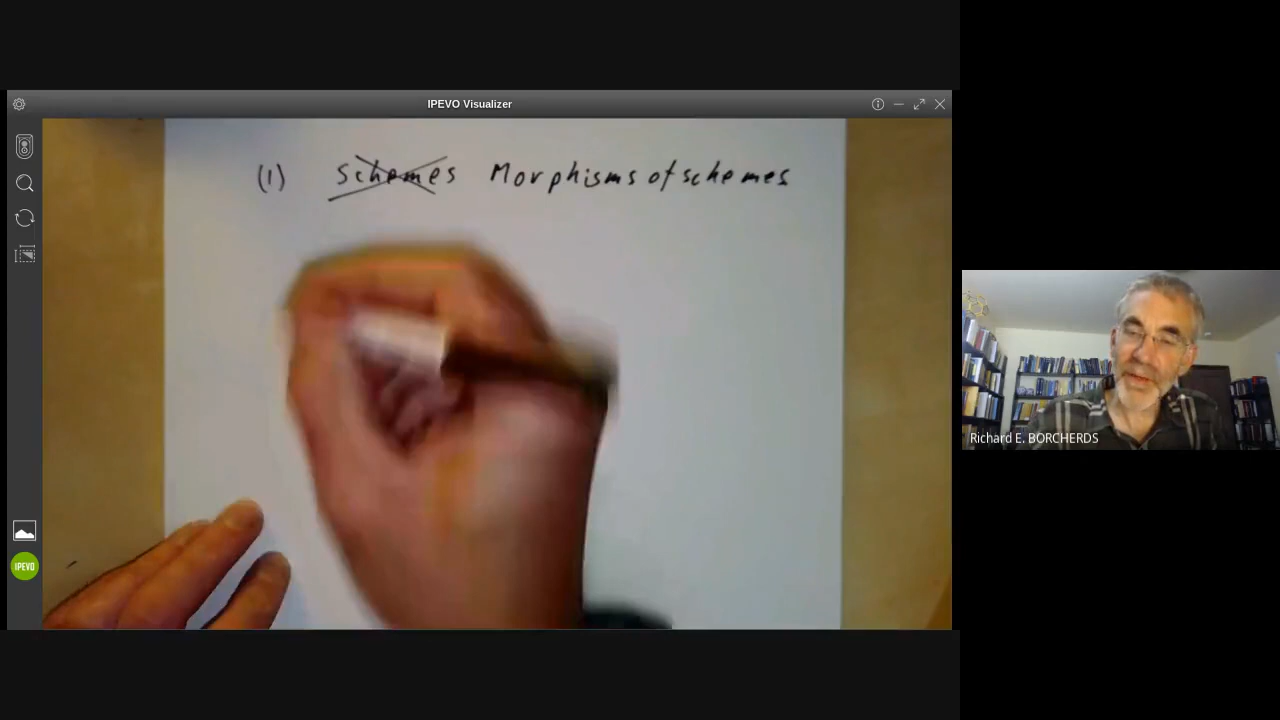 IPEVO Visualizer
(1) Schemes Morphisms of schemes
IPEVO
Richard E. BORCHERDS